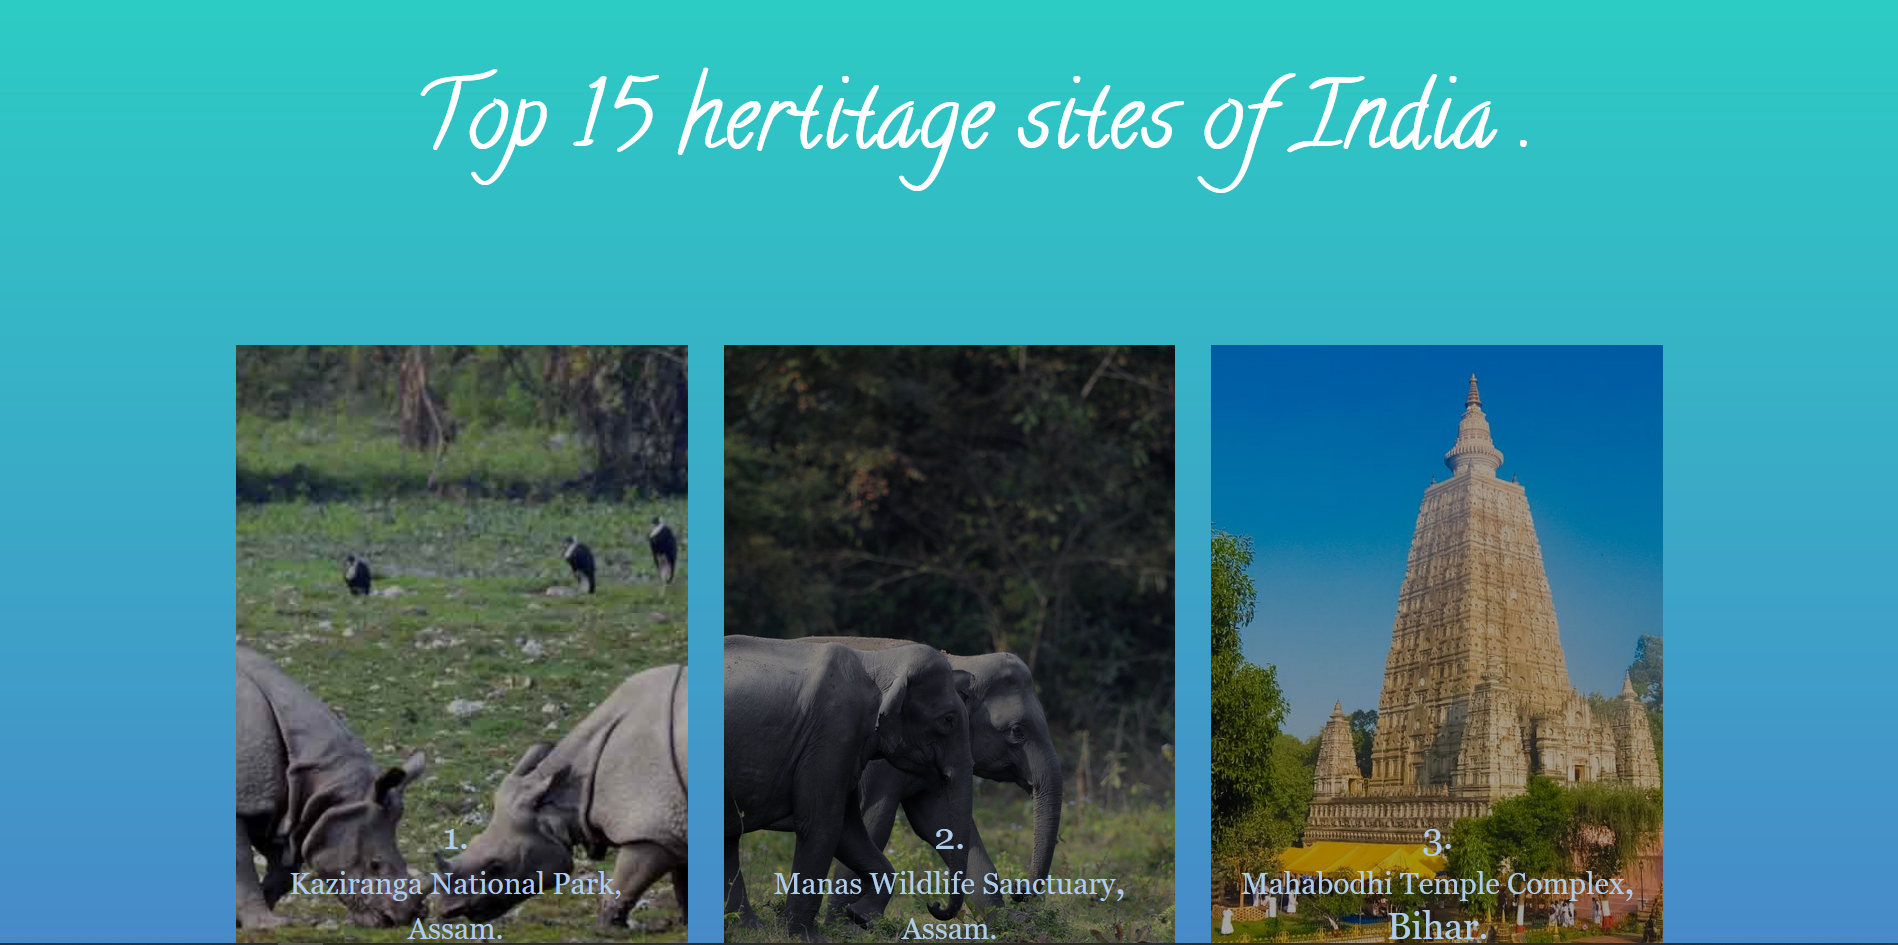 Top 15 hertitage sites of India .
1.
Kaziranga National Park,
Assam.
2.
Manas Wildlife Sanctuary,
Assam.
3.
Mahabodhi Temple Complex,
Bihar.